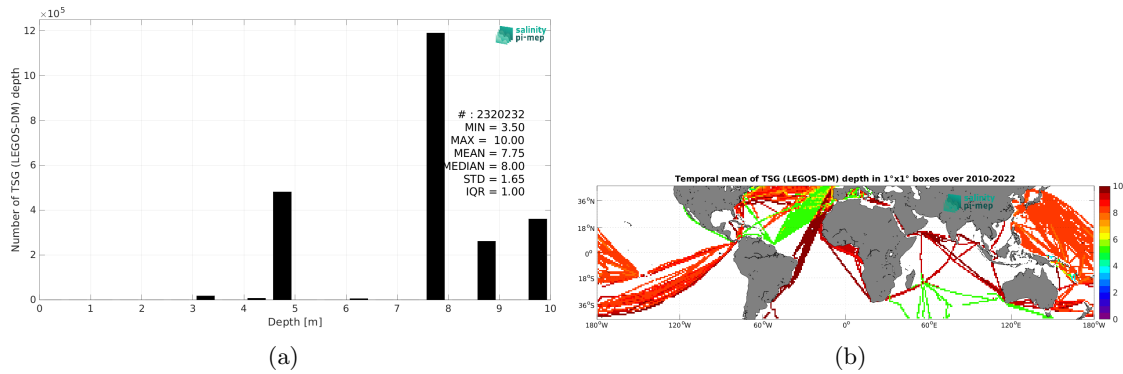 ×10⁵
12
10
8
6
4
2
0
Number of TSG (LEGOS-DM) depth
salinity
pi-mep
# : 2320232
MIN = 3.50
MAX = 10.00
MEAN = 7.75
MEDIAN = 8.00
STD = 1.65
IQR = 1.00
0 1 2 3 4 5 6 7 8 9 10
Depth [m]
(a)
Temporal mean of TSG (LEGOS-DM) depth in 1°x1° boxes over 2010-2022
pi-mep
36°N
18°N
0°
18°S
36°S
180°W 120°W 60°W 0° 60°E 120°E 180°W
10
8
6
4
2
0
(b)